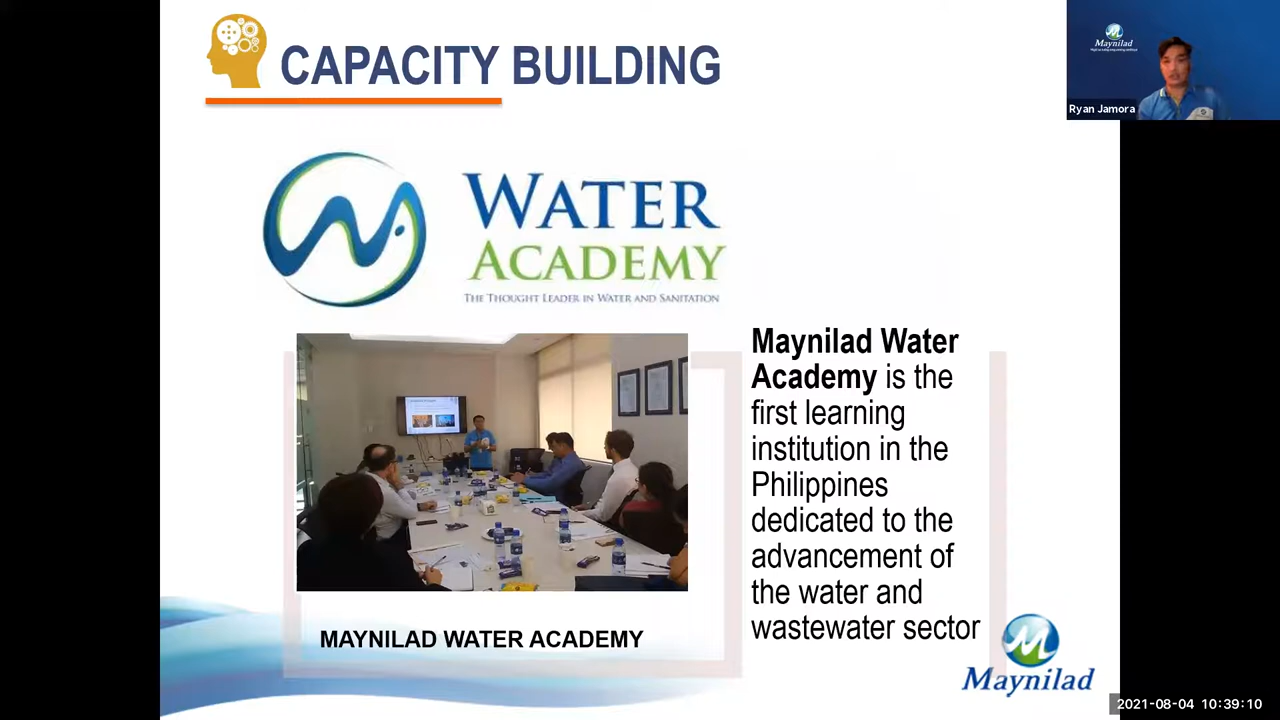 CAPACITY BUILDING
Maynilad
Ryan Jamora
WATER
ACADEMY
THE THOUGHT LEADER IN WATER AND SANITATION
Maynilad Water
Academy is the
first learning
institution in the
Philippines
dedicated to the
advancement of
the water and
wastewater sector
MAYNILAD WATER ACADEMY
Maynilad
2021-08-04 10:39:10